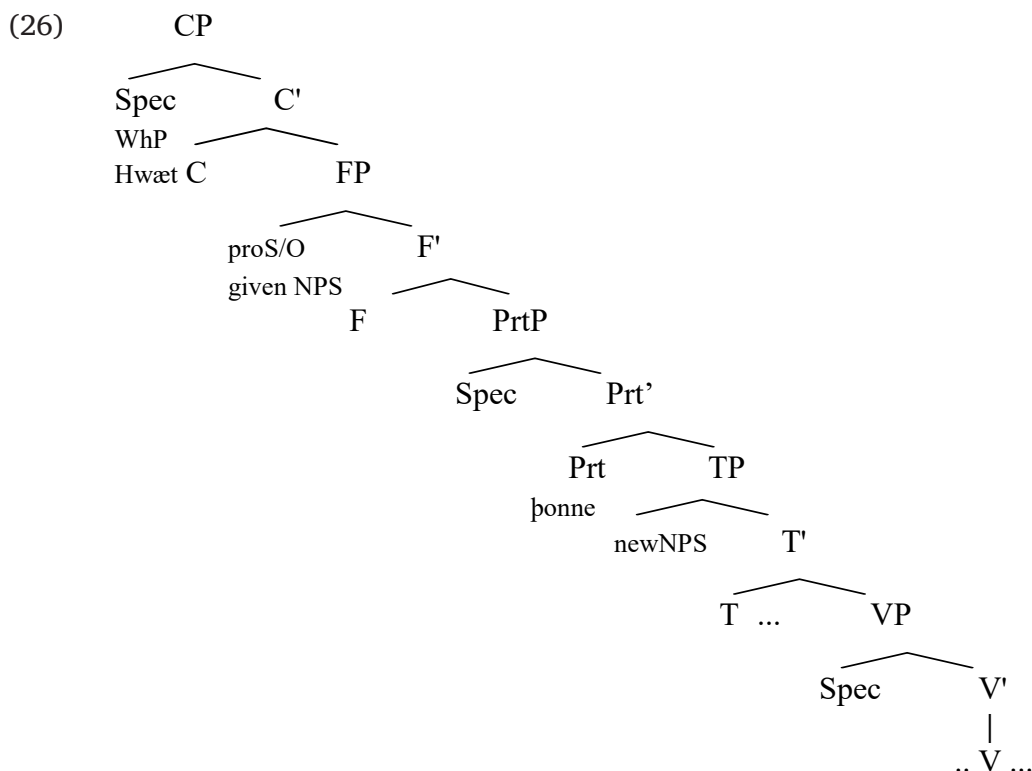 (26) CP
Spec C'
WhP
Hwæt C FP
proS/O F'
given NPS
F PrtP
Spec Prt’
Prt TP
þonne
newNPS T'
T ... VP
Spec V'
.. V ...